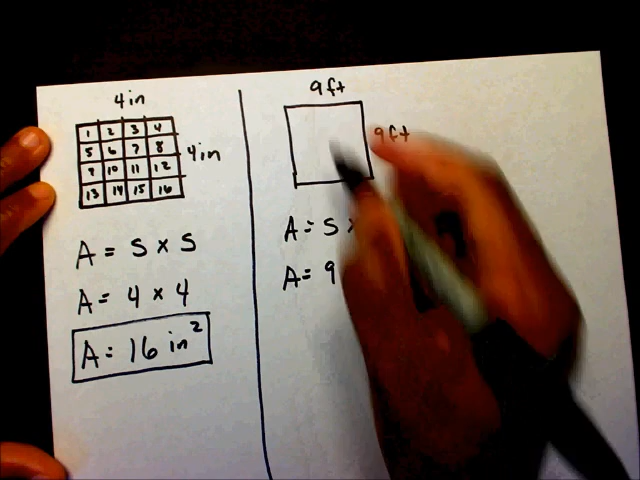 4in
1 2 3 4
5 6 7 8
9 10 11 12
13 14 15 16
4in
A = S x S
A = 4 x 4
A = 16 in²
9ft
9ft
A = S x
A = 9